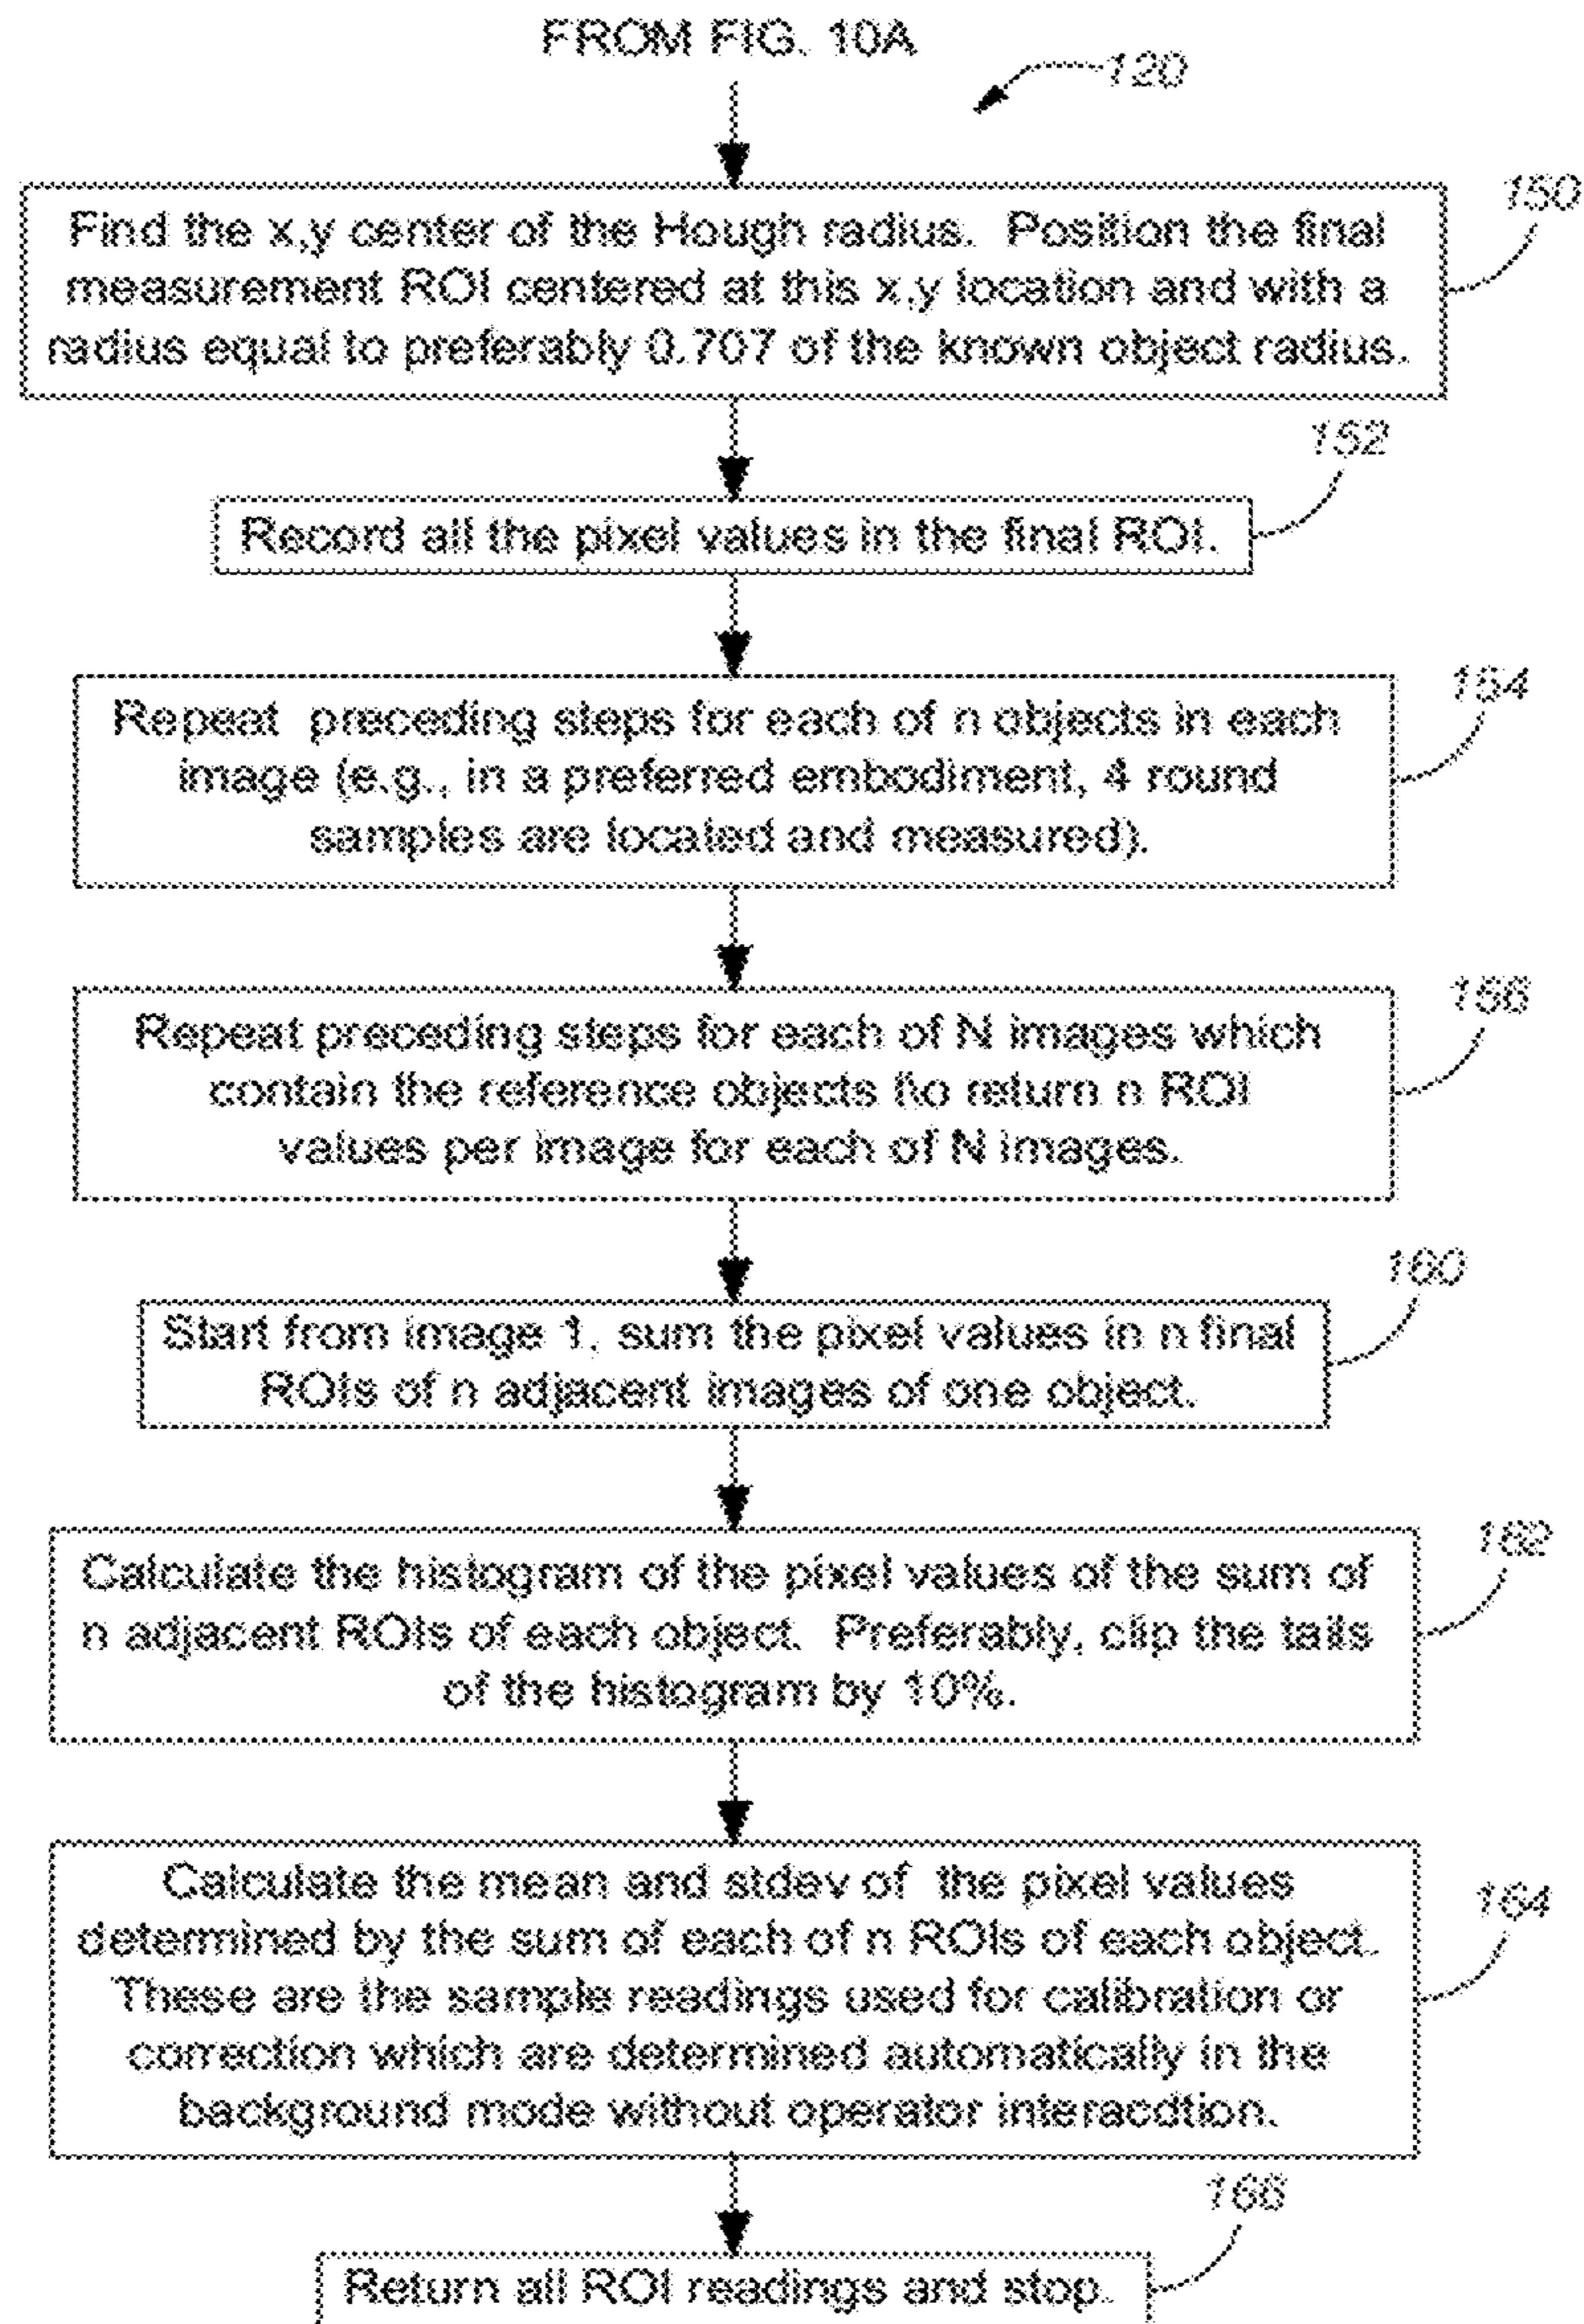 FROM FIG. 10A
120
150
Find the x,y center of the Hough radius. Position the final
measurement ROI centered at this x,y location and with a
radius equal to preferably 0.707 of the known object radius.
152
Record all the pixel values in the final ROI.
154
Repeat preceding steps for each of n objects in each
image (e.g., in a preferred embodiment, 4 round
samples are located and measured).
156
Repeat preceding steps for each of N images which
contain the reference objects (to return n ROI
values per image for each of N images.
160
Start from image 1, sum the pixel values in n final
ROIs of n adjacent images of one object.
162
Calculate the histogram of the pixel values of the sum of
n adjacent ROIs of each object. Preferably, clip the tails
of the histogram by 10%.
164
Calculate the mean and stdev of the pixel values
determined by the sum of each of n ROIs of each object.
These are the sample readings used for calibration or
correction which are determined automatically in the
background mode without operator interacdtion.
166
Return all ROI readings and stop.